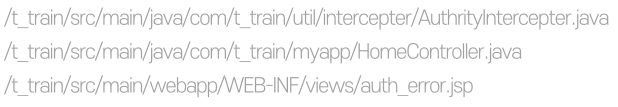 /t_train/src/main/java/com/t_train/util/intercepter/AuthrityIntercepter.java
/t_train/src/main/java/com/t_train/myapp/HomeController.java
/t_train/src/main/webapp/WEB-INF/views/auth_error.jsp